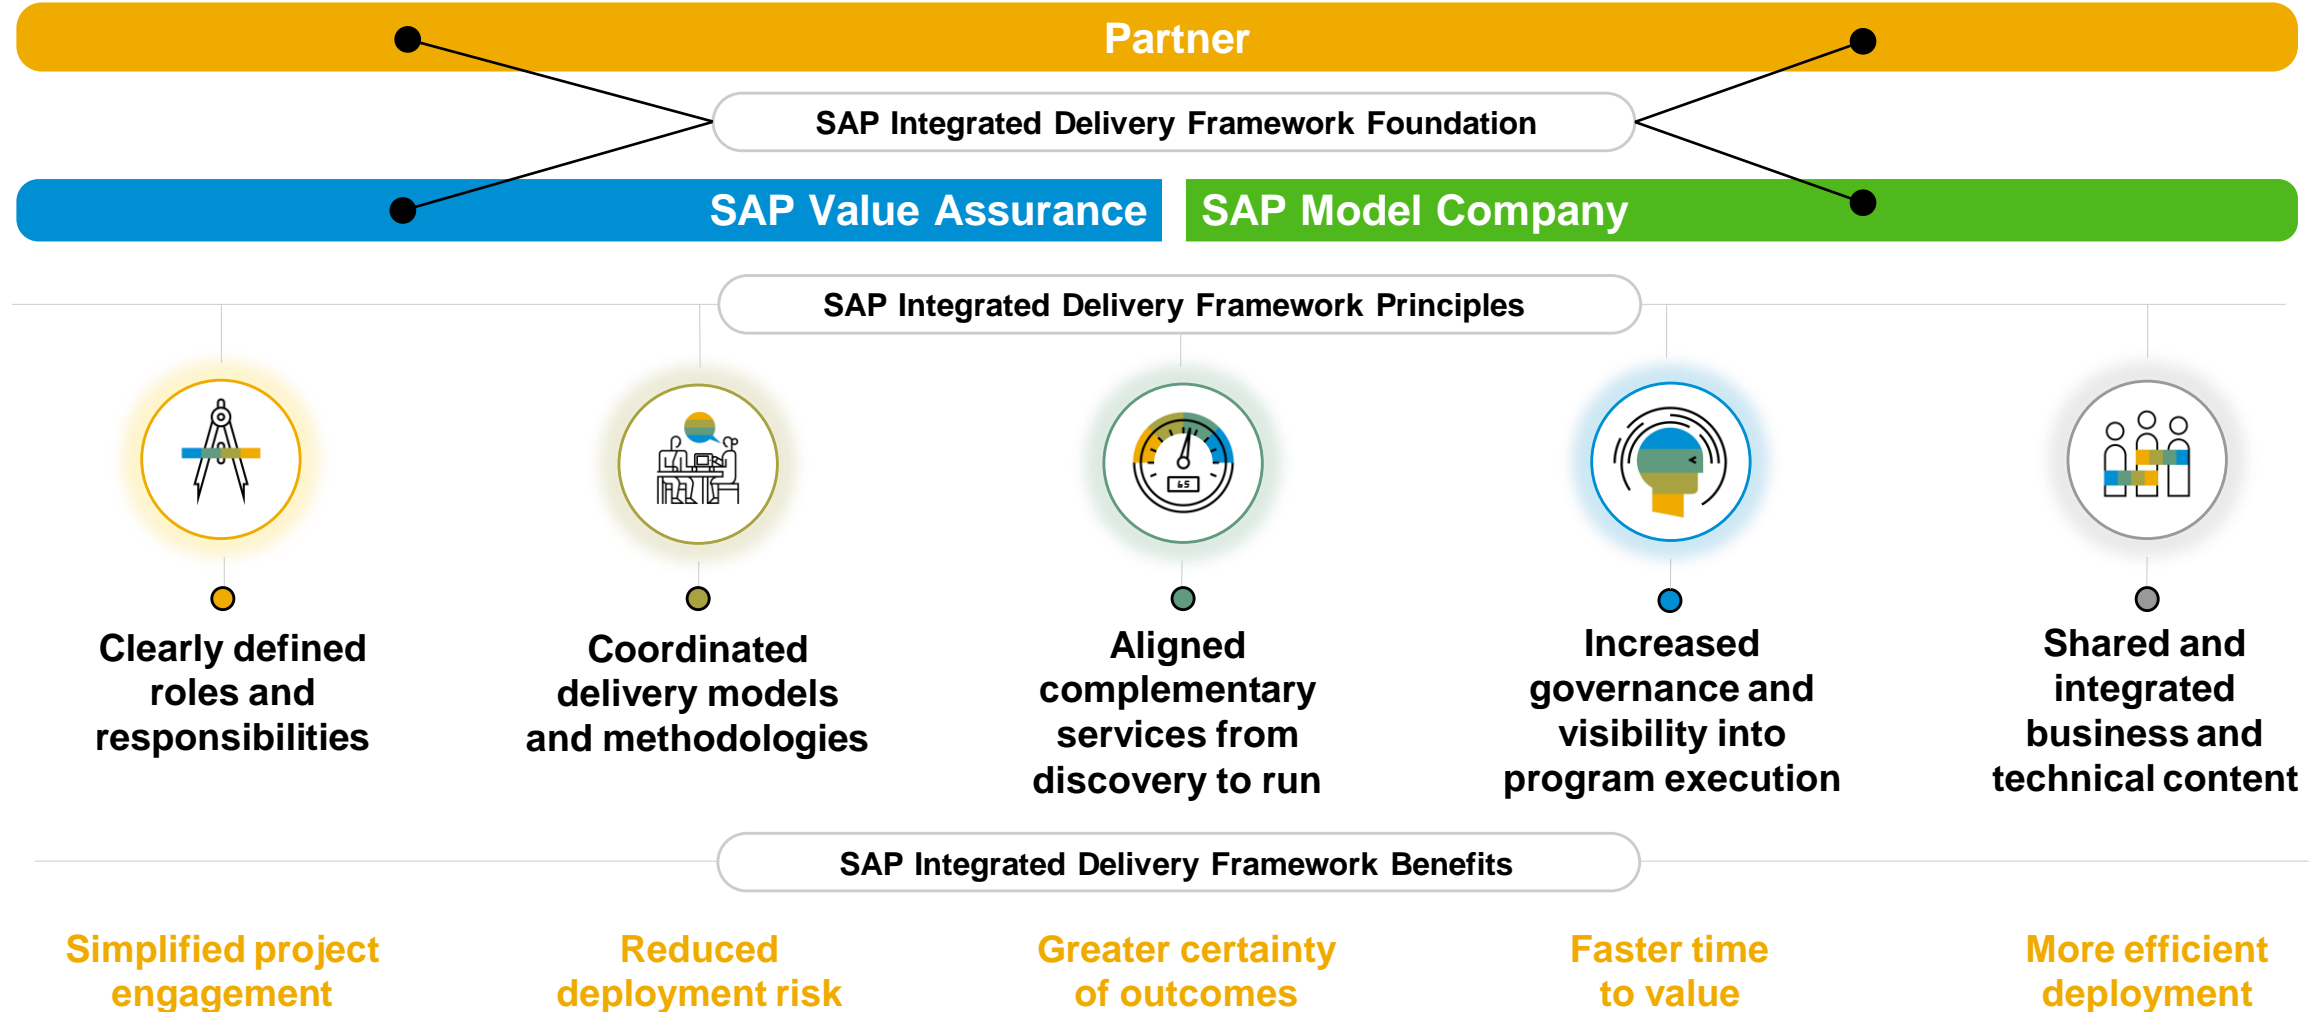 Partner
SAP Integrated Delivery Framework Foundation
SAP Value Assurance
SAP Model Company
SAP Integrated Delivery Framework Principles
65
Clearly defined
roles and
responsibilities
Coordinated
delivery models
and methodologies
Aligned
complementary
services from
discovery to run
Increased
governance and
visibility into
program execution
Shared and
integrated
business and
technical content
SAP Integrated Delivery Framework Benefits
Simplified project
engagement
Reduced
deployment risk
Greater certainty
of outcomes
Faster time
to value
More efficient
deployment